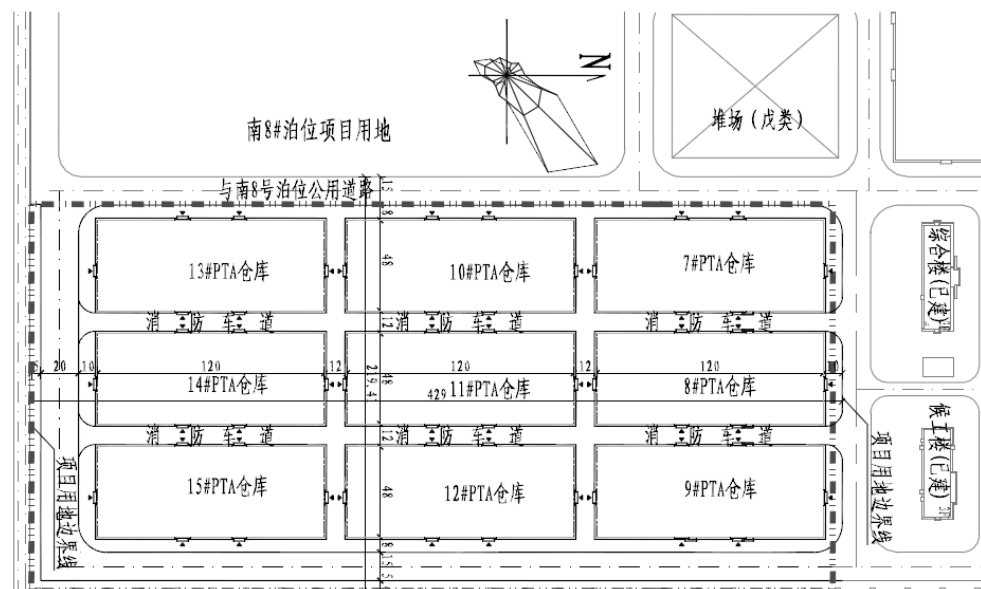 N
南8#泊位项目用地
堆场(戊类)
与南8号泊位公用道路
15
8
13#PTA仓库
48
10#PTA仓库
7#PTA仓库
综合楼(已建)
消防车道
12
消防车道
消防车道
20
10
120
12
120
12
120
14#PTA仓库
219.4
48
11#PTA仓库
8#PTA仓库
429
候工楼(已建)
3F
消防车道
12
消防车道
消防车道
项目用地边界线
项目用地边界线
15#PTA仓库
48
12#PTA仓库
9#PTA仓库
8
15
5